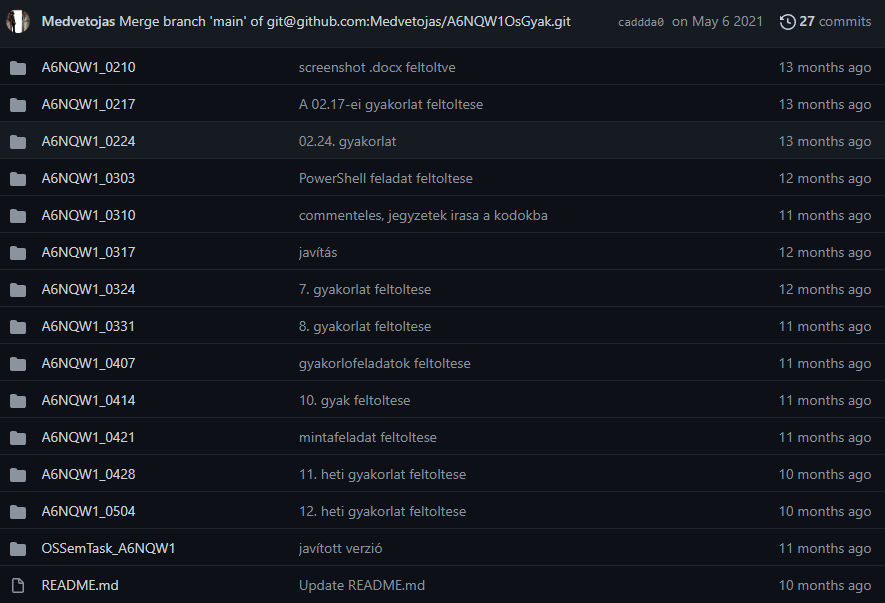 Medvetojas Merge branch 'main' of git@github.com:Medvetojas/A6NQW1OsGyak.git caddda0 on May 6 2021 27 commits
A6NQW1_0210 screenshot .docx feltoltve 13 months ago
A6NQW1_0217 A 02.17-ei gyakorlat feltoltese 13 months ago
A6NQW1_0224 02.24. gyakorlat 13 months ago
A6NQW1_0303 PowerShell feladat feltoltese 12 months ago
A6NQW1_0310 commenteles, jegyzetek irasa a kodokba 11 months ago
A6NQW1_0317 javítás 12 months ago
A6NQW1_0324 7. gyakorlat feltoltese 12 months ago
A6NQW1_0331 8. gyakorlat feltoltese 11 months ago
A6NQW1_0407 gyakorlofeladatok feltoltese 11 months ago
A6NQW1_0414 10. gyak feltoltese 11 months ago
A6NQW1_0421 mintafeladat feltoltese 11 months ago
A6NQW1_0428 11. heti gyakorlat feltoltese 10 months ago
A6NQW1_0504 12. heti gyakorlat feltoltese 10 months ago
OSSemTask_A6NQW1 javított verzió 11 months ago
README.md Update README.md 10 months ago